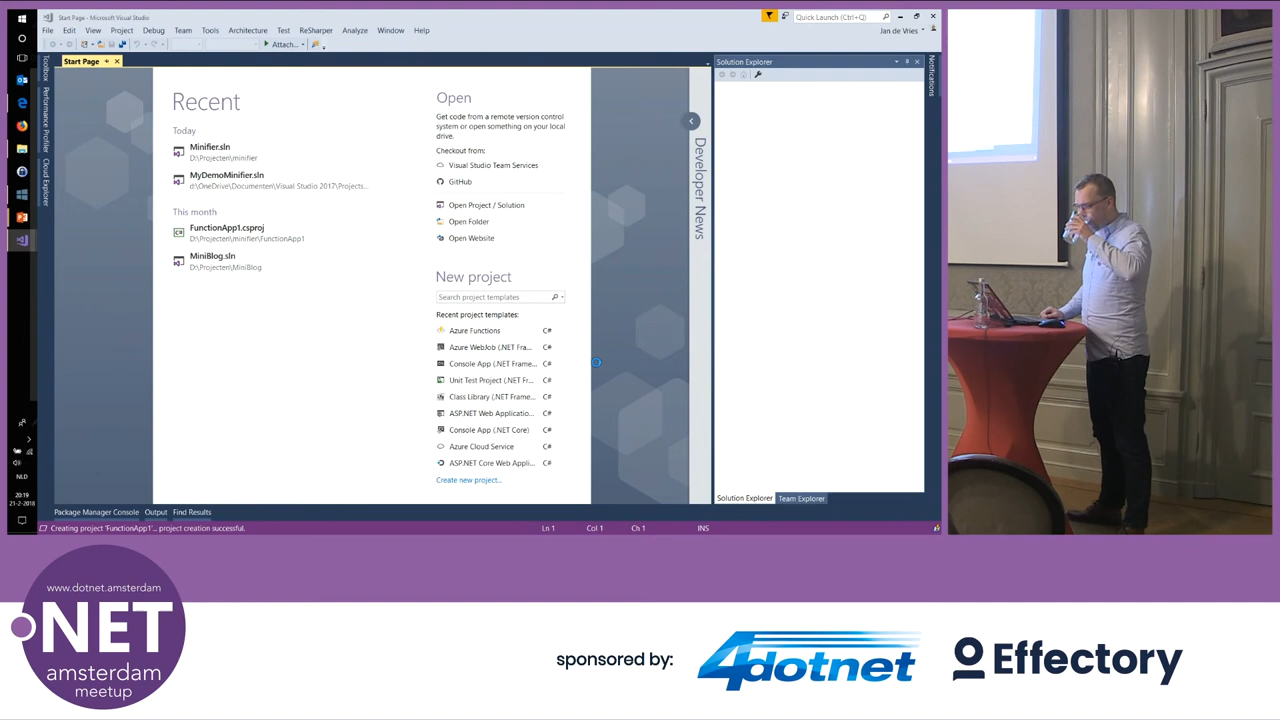 Start Page - Microsoft Visual Studio
Quick Launch (Ctrl+Q)
File Edit View Project Debug Team Tools Architecture Test ReSharper Analyze Window Help
Jan de Vries
Attach...
Toolbox
Performance Profiler
Cloud Explorer
Start Page
Recent
Today
Minifier.sln
D:\Projecten\minifier
MyDemoMinifier.sln
D:\OneDrive\Documenten\Visual Studio 2017\Projects...
This month
FunctionApp1.csproj
D:\Projecten\minifier\FunctionApp1
MiniBlog.sln
D:\Projecten\MiniBlog
Open
Get code from a remote version control
system or open something on your local
drive.
Checkout from:
Visual Studio Team Services
GitHub
Open Project / Solution
Open Folder
Open Website
New project
Search project templates
Recent project templates:
Azure Functions C#
Azure WebJob (.NET Fra... C#
Console App (.NET Frame... C#
Unit Test Project (.NET Fr... C#
Class Library (.NET Frame... C#
ASP.NET Web Applicatio... C#
Console App (.NET Core) C#
Azure Cloud Service C#
ASP.NET Core Web Appli... C#
Create new project...
Developer News
Solution Explorer
Notifications
Solution Explorer Team Explorer
Package Manager Console Output Find Results
Creating project 'FunctionApp1'... project creation successful.
Ln 1 Col 1 Ch 1 INS
NLD
20:19
21-2-2018
www.dotnet.amsterdam
.NET
amsterdam
meetup
sponsored by:
4dotnet
Effectory